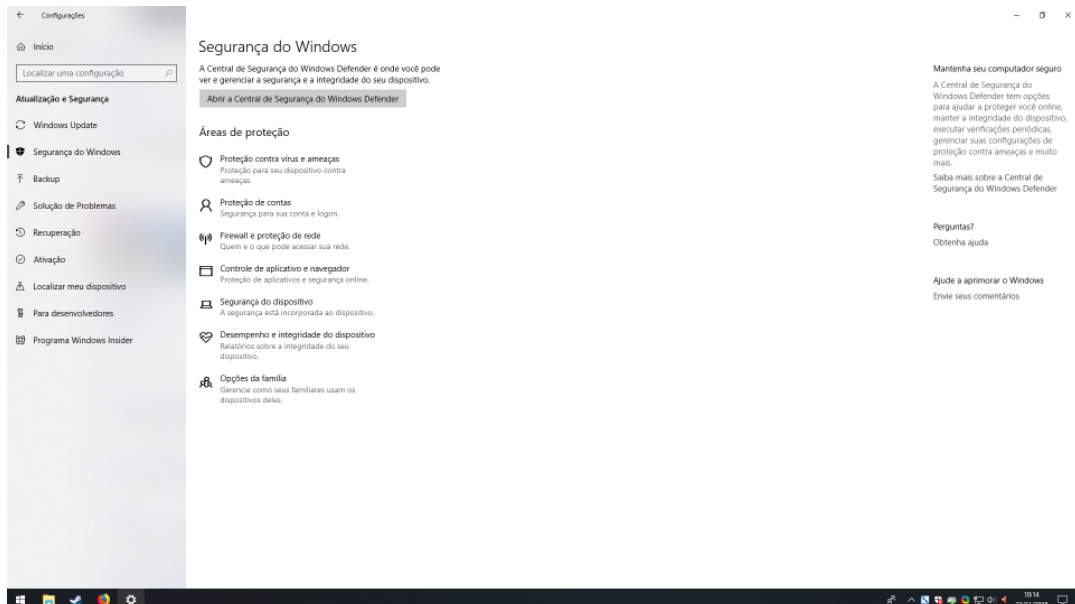 Configurações
Início
Localizar uma configuração
Atualização e Segurança
Windows Update
Segurança do Windows
Backup
Solução de Problemas
Recuperação
Ativação
Localizar meu dispositivo
Para desenvolvedores
Programa Windows Insider
Segurança do Windows
A Central de Segurança do Windows Defender é onde você pode
ver e gerenciar a segurança e a integridade do seu dispositivo.
Abrir a Central de Segurança do Windows Defender
Áreas de proteção
Proteção contra vírus e ameaças
Proteção para seu dispositivo contra
ameaças.
Proteção de contas
Segurança para sua conta e logon.
Firewall e proteção de rede
Quem e o que pode acessar sua rede.
Controle de aplicativo e navegador
Proteção de aplicativos e segurança online.
Segurança do dispositivo
A segurança está incorporada ao dispositivo.
Desempenho e integridade do dispositivo
Relatórios sobre a integridade do seu
dispositivo.
Opções da família
Gerencie como seus familiares usam os
dispositivos deles.
Mantenha seu computador seguro
A Central de Segurança do
Windows Defender tem opções
para ajudar a proteger você online,
manter a integridade do dispositivo,
executar verificações periódicas,
gerenciar suas configurações de
proteção contra ameaças e muito
mais.
Saiba mais sobre a Central de
Segurança do Windows Defender
Perguntas?
Obtenha ajuda
Ajude a aprimorar o Windows
Envie seus comentários
10:14